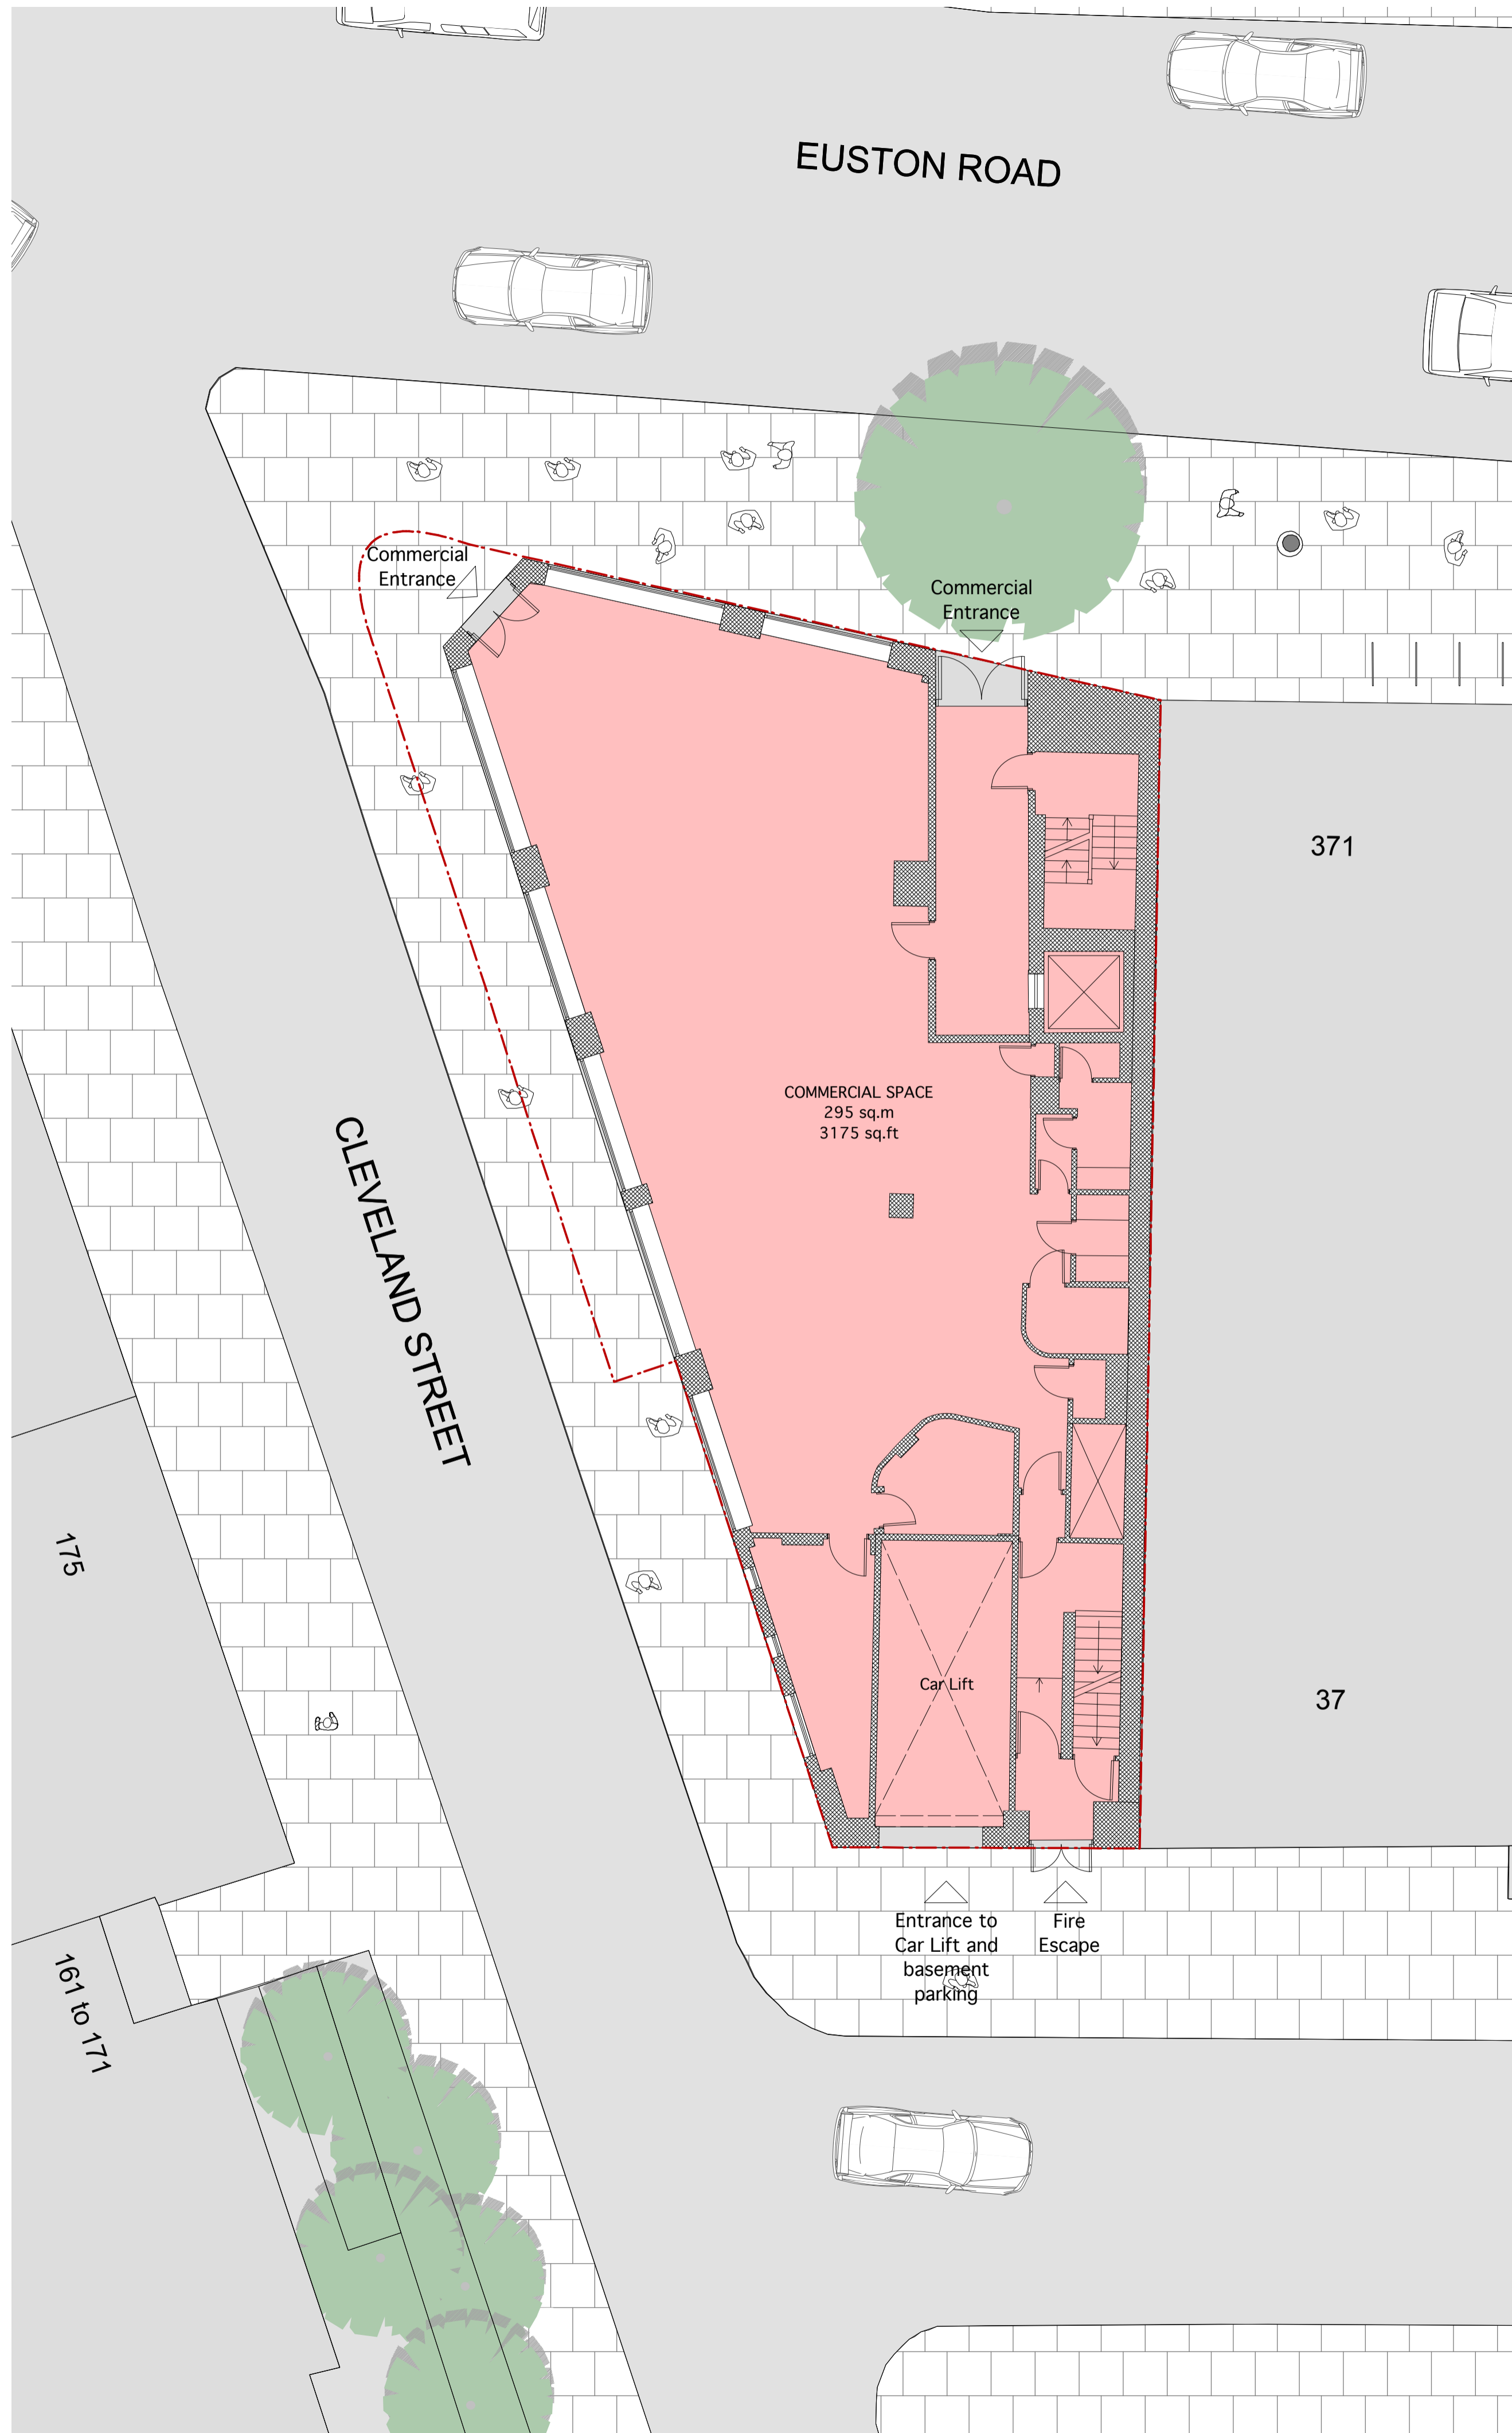 EUSTON ROAD
Commercial
Entrance
Commercial
Entrance
371
COMMERCIAL SPACE
295 sq.m
3175 sq.ft
CLEVELAND STREET
175
Car Lift
37
Entrance to
Car Lift and
basement
parking
Fire
Escape
161 to 171